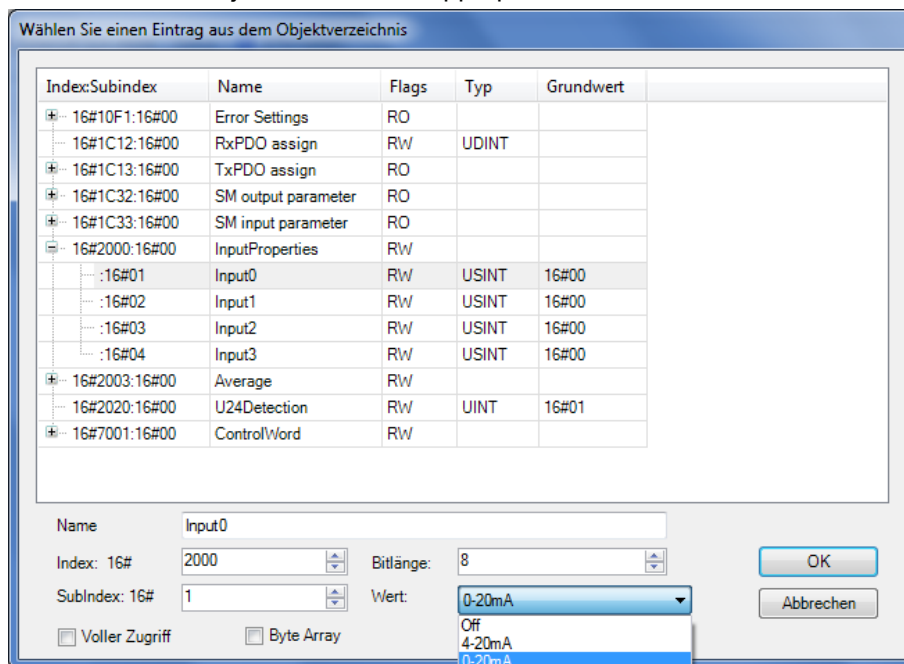 Wählen Sie einen Eintrag aus dem Objektverzeichnis
Index:Subindex Name Flags Typ Grundwert
16#10F1:16#00 Error Settings RO
16#1C12:16#00 RxPDO assign RW UDINT
16#1C13:16#00 TxPDO assign RO
16#1C32:16#00 SM output parameter RO
16#1C33:16#00 SM input parameter RO
16#2000:16#00 InputProperties RW
:16#01 Input0 RW USINT 16#00
:16#02 Input1 RW USINT 16#00
:16#03 Input2 RW USINT 16#00
:16#04 Input3 RW USINT 16#00
16#2003:16#00 Average RW
16#2020:16#00 U24Detection RW UINT 16#01
16#7001:16#00 ControlWord RW
Name Input0
Index: 16# 2000 Bitlänge: 8 OK
SubIndex: 16# 1 Wert: 0-20mA Abbrechen
Off
Voller Zugriff Byte Array 4-20mA
0-20mA